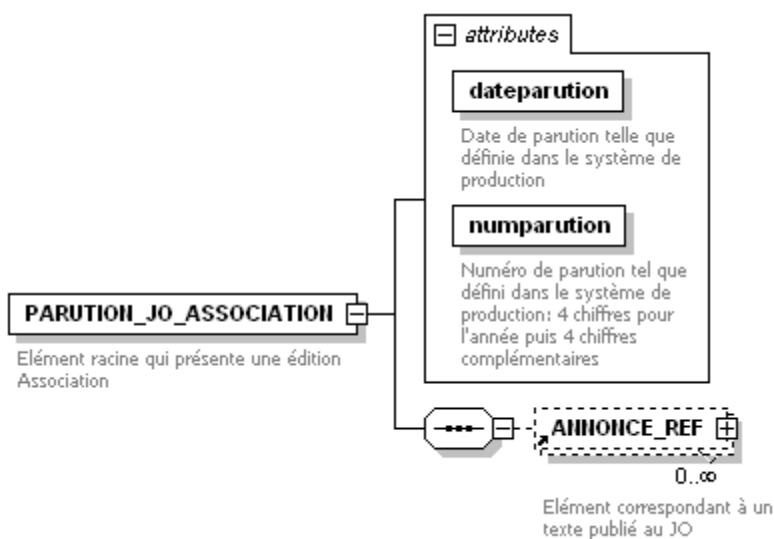 attributes
dateparution
Date de parution telle que
définie dans le système de
production
numparution
Numéro de parution tel que
défini dans le système de
production: 4 chiffres pour
l'année puis 4 chiffres
complémentaires
PARUTION_JO_ASSOCIATION
Elément racine qui présente une édition
Association
ANNONCE_REF
0..∞
Elément correspondant à un
texte publié au JO